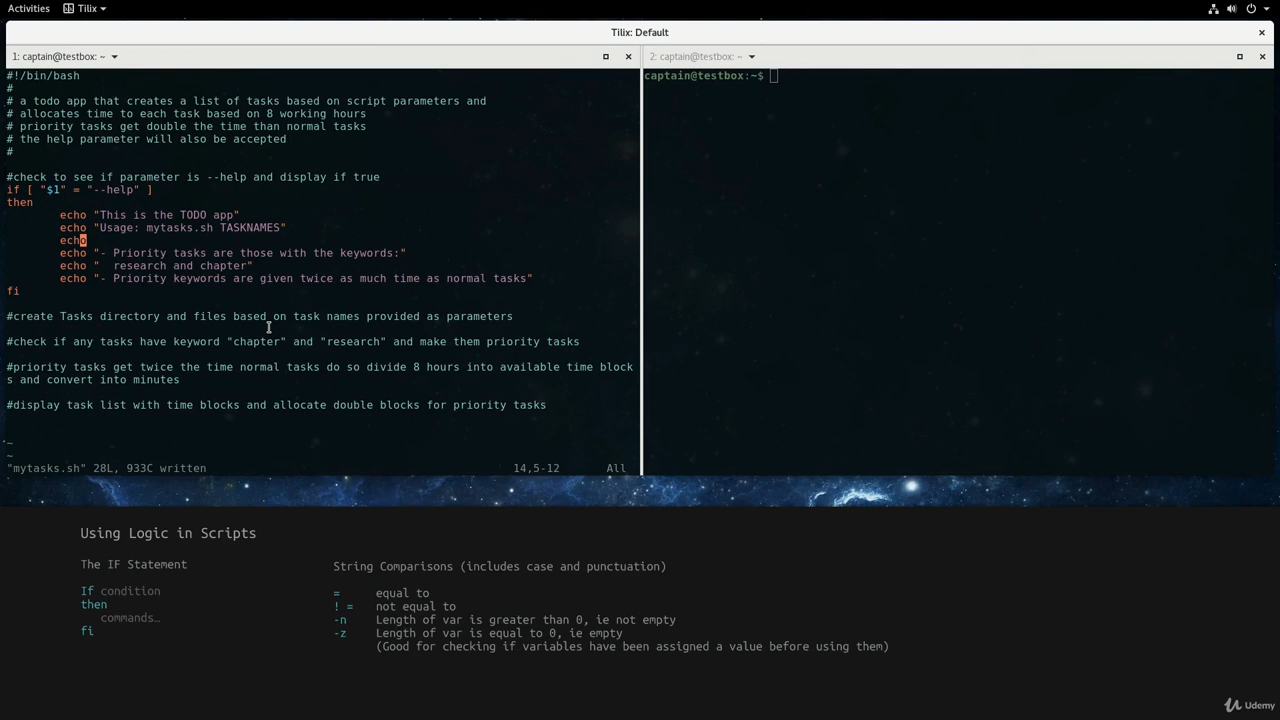 Activities Tilix
Tilix: Default
1: captain@testbox: ~
2: captain@testbox: ~
#!/bin/bash
#
# a todo app that creates a list of tasks based on script parameters and
# allocates time to each task based on 8 working hours
# priority tasks get double the time than normal tasks
# the help parameter will also be accepted
#
#check to see if parameter is --help and display if true
if [ "$1" = "--help" ]
then
echo "This is the TODO app"
echo "Usage: mytasks.sh TASKNAMES"
echo
echo "- Priority tasks are those with the keywords:"
echo "  research and chapter"
echo "- Priority keywords are given twice as much time as normal tasks"
fi
#create Tasks directory and files based on task names provided as parameters
#check if any tasks have keyword "chapter" and "research" and make them priority tasks
#priority tasks get twice the time normal tasks do so divide 8 hours into available time block
s and convert into minutes
#display task list with time blocks and allocate double blocks for priority tasks
~
~
"mytasks.sh" 28L, 933C written 14,5-12 All
captain@testbox:~$
Using Logic in Scripts
The IF Statement
If condition
then
commands…
fi
String Comparisons (includes case and punctuation)
= equal to
! = not equal to
-n Length of var is greater than 0, ie not empty
-z Length of var is equal to 0, ie empty
(Good for checking if variables have been assigned a value before using them)
Udemy